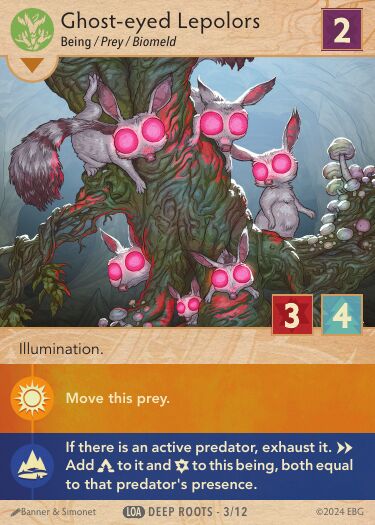 Ghost-eyed Lepolors
Being / Prey / Biomeld
2
3 4
Illumination.
Move this prey.
If there is an active predator, exhaust it.
Add to it and to this being, both equal
to that predator's presence.
Banner & Simonet
LOA DEEP ROOTS - 3/12
©2024 EBG